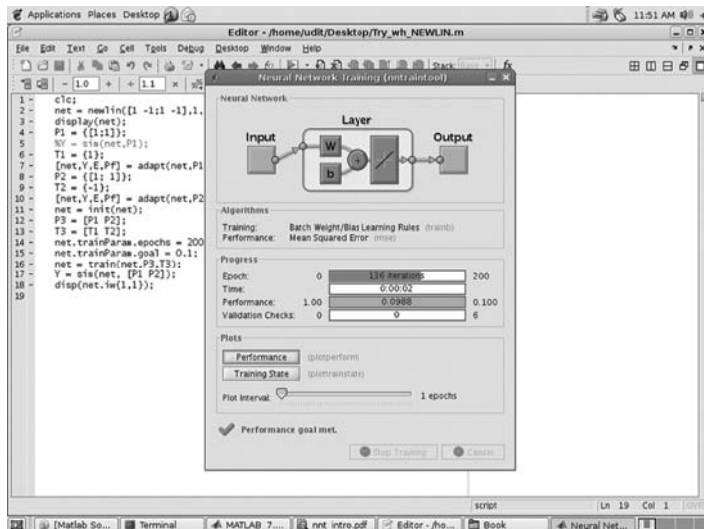 Applications Places Desktop
11:51 AM
Editor - /home/udit/Desktop/Try_wh_NEWLIN.m
File Edit Text Go Cell Tools Debug Desktop Window Help
Stack:
- 1.0 + ÷ 1.1 ×
Neural Network Training (nntraintool)
1 - clc;
2 - net = newlin([1 -1;1 -1],1,
3 - display(net);
4 - P1 = {[1;1]};
5 %Y = sim(net,P1);
6 - T1 = {1};
7 - [net,Y,E,Pf] = adapt(net,P1
8 - P2 = {[1; 1]};
9 - T2 = {-1};
10 - [net,Y,E,Pf] = adapt(net,P2
11 - net = init(net);
12 - P3 = [P1 P2];
13 - T3 = [T1 T2];
14 - net.trainParam.epochs = 200
15 - net.trainParam.goal = 0.1;
16 - net = train(net,P3,T3);
17 - Y = sim(net, [P1 P2]);
18 - disp(net.iw{1,1});
19
Neural Network
Layer
Input
W
b
+
Output
Algorithms
Training: Batch Weight/Bias Learning Rules (trainb)
Performance: Mean Squared Error (mse)
Progress
Epoch: 0 136 iterations 200
Time: 0:00:02
Performance: 1.00 0.0988 0.100
Validation Checks: 0 0 6
Plots
Performance (plotperform)
Training State (plottrainstate)
Plot Interval: 1 epochs
Performance goal met.
Stop Training Cancel
script Ln 19 Col 1 OVR
[Matlab So... Terminal MATLAB 7.... nnt_intro.pdf Editor - /ho... Book Neural Net...